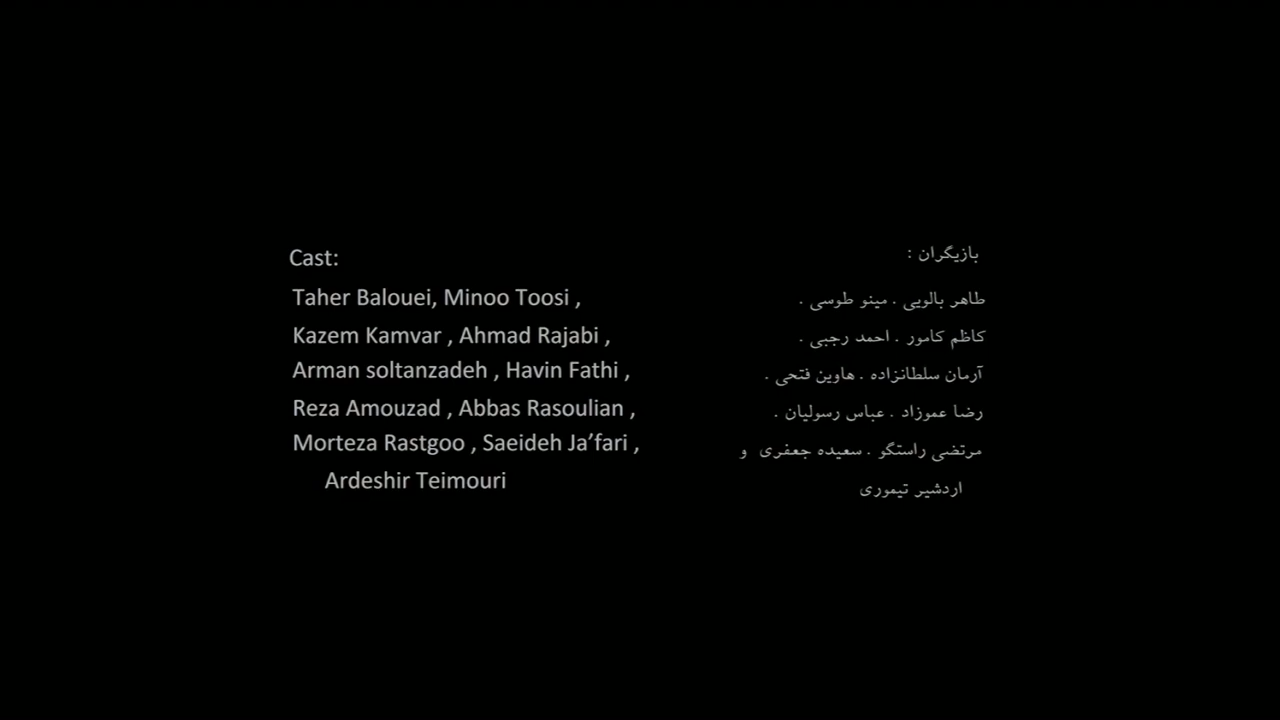 Cast:
Taher Balouei, Minoo Toosi ,
Kazem Kamvar , Ahmad Rajabi ,
Arman soltanzadeh , Havin Fathi ,
Reza Amouzad , Abbas Rasoulian ,
Morteza Rastgoo , Saeideh Ja’fari ,
Ardeshir Teimouri
بازیگران :
طاهر بالویی . مینو طوسی .
کاظم کامور . احمد رجبی .
آرمان سلطانزاده . هاوین فتحی .
رضا عموزاد . عباس رسولیان .
مرتضی راستگو . سعیده جعفری و
اردشیر تیموری